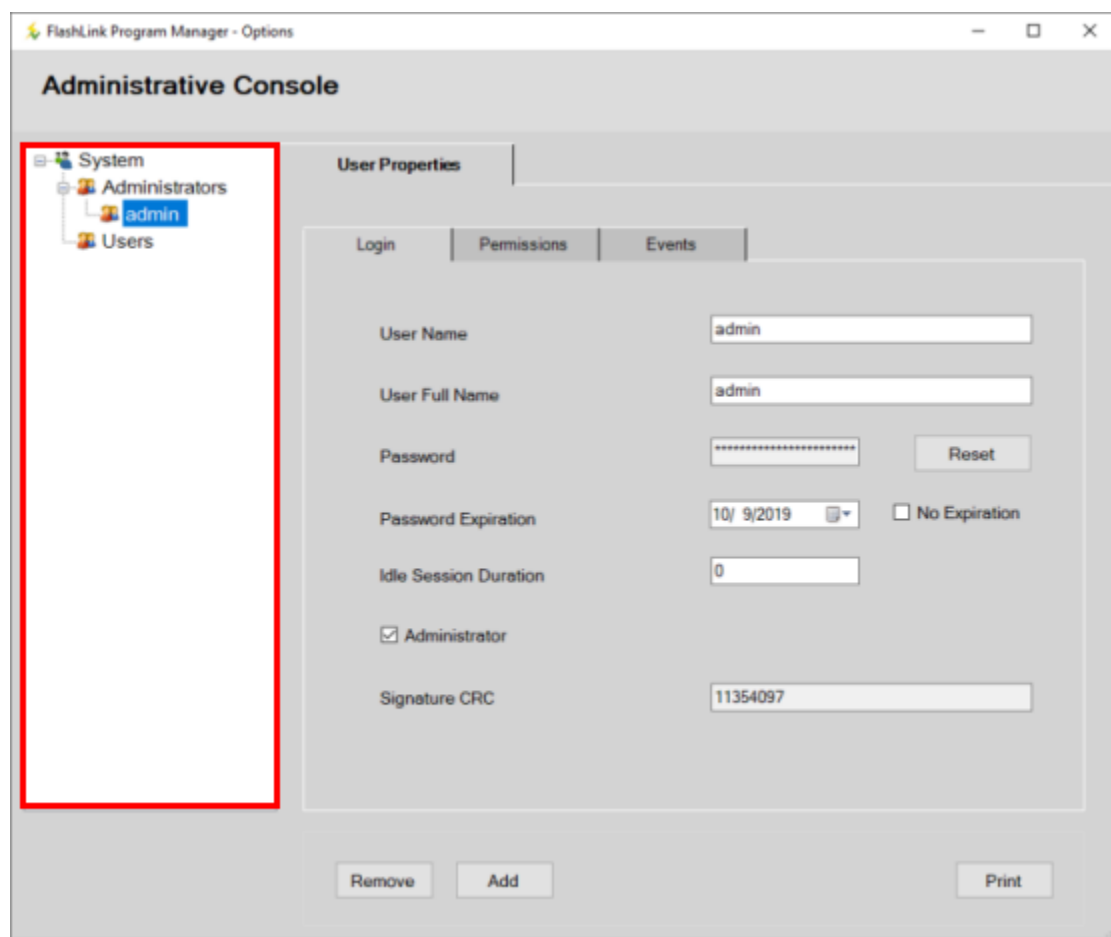 FlashLink Program Manager - Options
Administrative Console
System
Administrators
admin
Users
User Properties
Login Permissions Events
User Name admin
User Full Name admin
Password *********************** Reset
Password Expiration 10/ 9/2019 No Expiration
Idle Session Duration 0
Administrator
Signature CRC 11354097
Remove Add Print